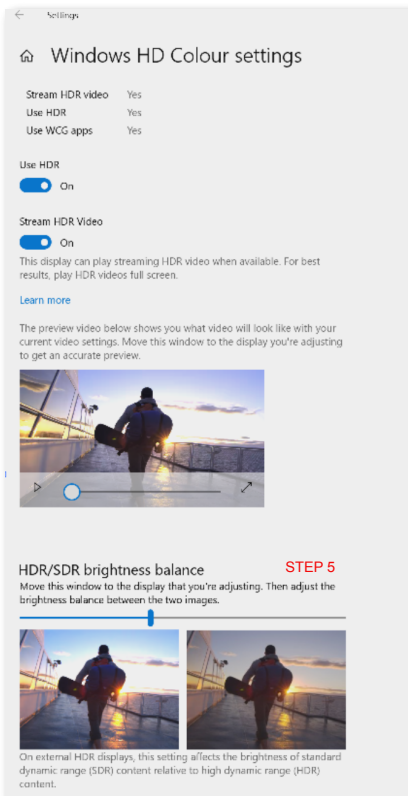 Settings
Windows HD Colour settings
Stream HDR video Yes
Use HDR Yes
Use WCG apps Yes
Use HDR
On
Stream HDR Video
On
This display can play streaming HDR video when available. For best
results, play HDR videos full screen.
Learn more
The preview video below shows you what video will look like with your
current video settings. Move this window to the display you're adjusting
to get an accurate preview.
HDR/SDR brightness balance STEP 5
Move this window to the display that you're adjusting. Then adjust the
brightness balance between the two images.
On external HDR displays, this setting affects the brightness of standard
dynamic range (SDR) content relative to high dynamic range (HDR)
content.